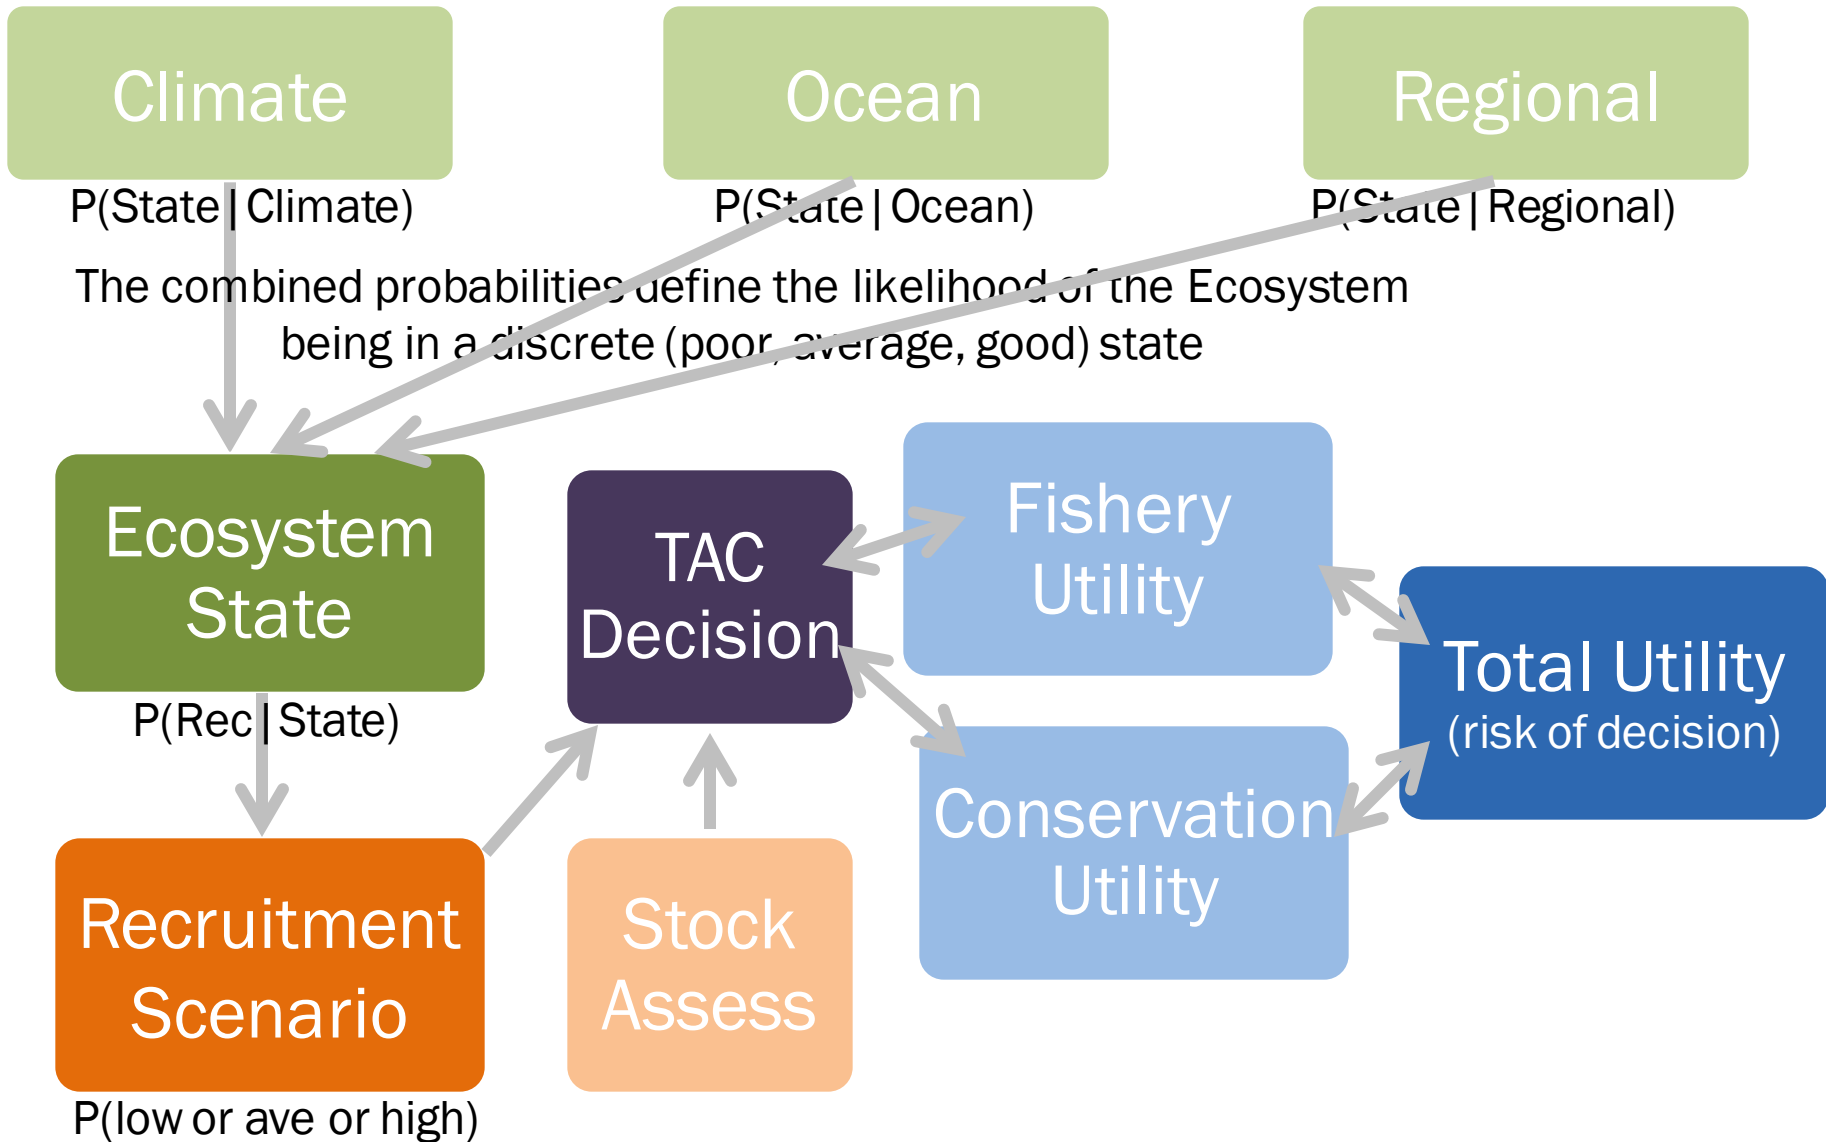 Climate
Ocean
Regional
P(State|Climate)
P(State|Ocean)
P(State|Regional)
The combined probabilities define the likelihood of the Ecosystem
being in a discrete (poor, average, good) state
Ecosystem
State
TAC
Decision
Fishery
Utility
Total Utility
(risk of decision)
P(Rec|State)
Conservation
Utility
Recruitment
Scenario
Stock
Assess
P(low or ave or high)